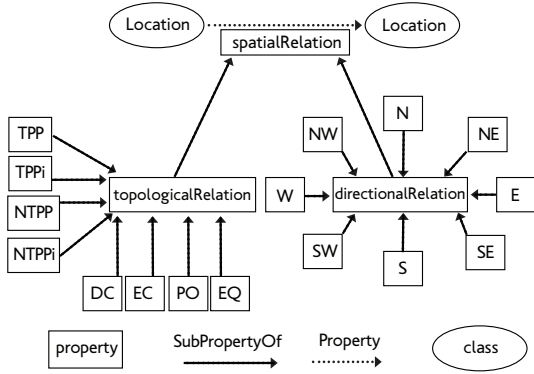 Location
Location
spatialRelation
N
TPP
NW
NE
TPPi
topologicalRelation
W
directionalRelation
E
NTPP
NTPPi
SW
S
SE
DC
EC
PO
EQ
property
SubPropertyOf
Property
class